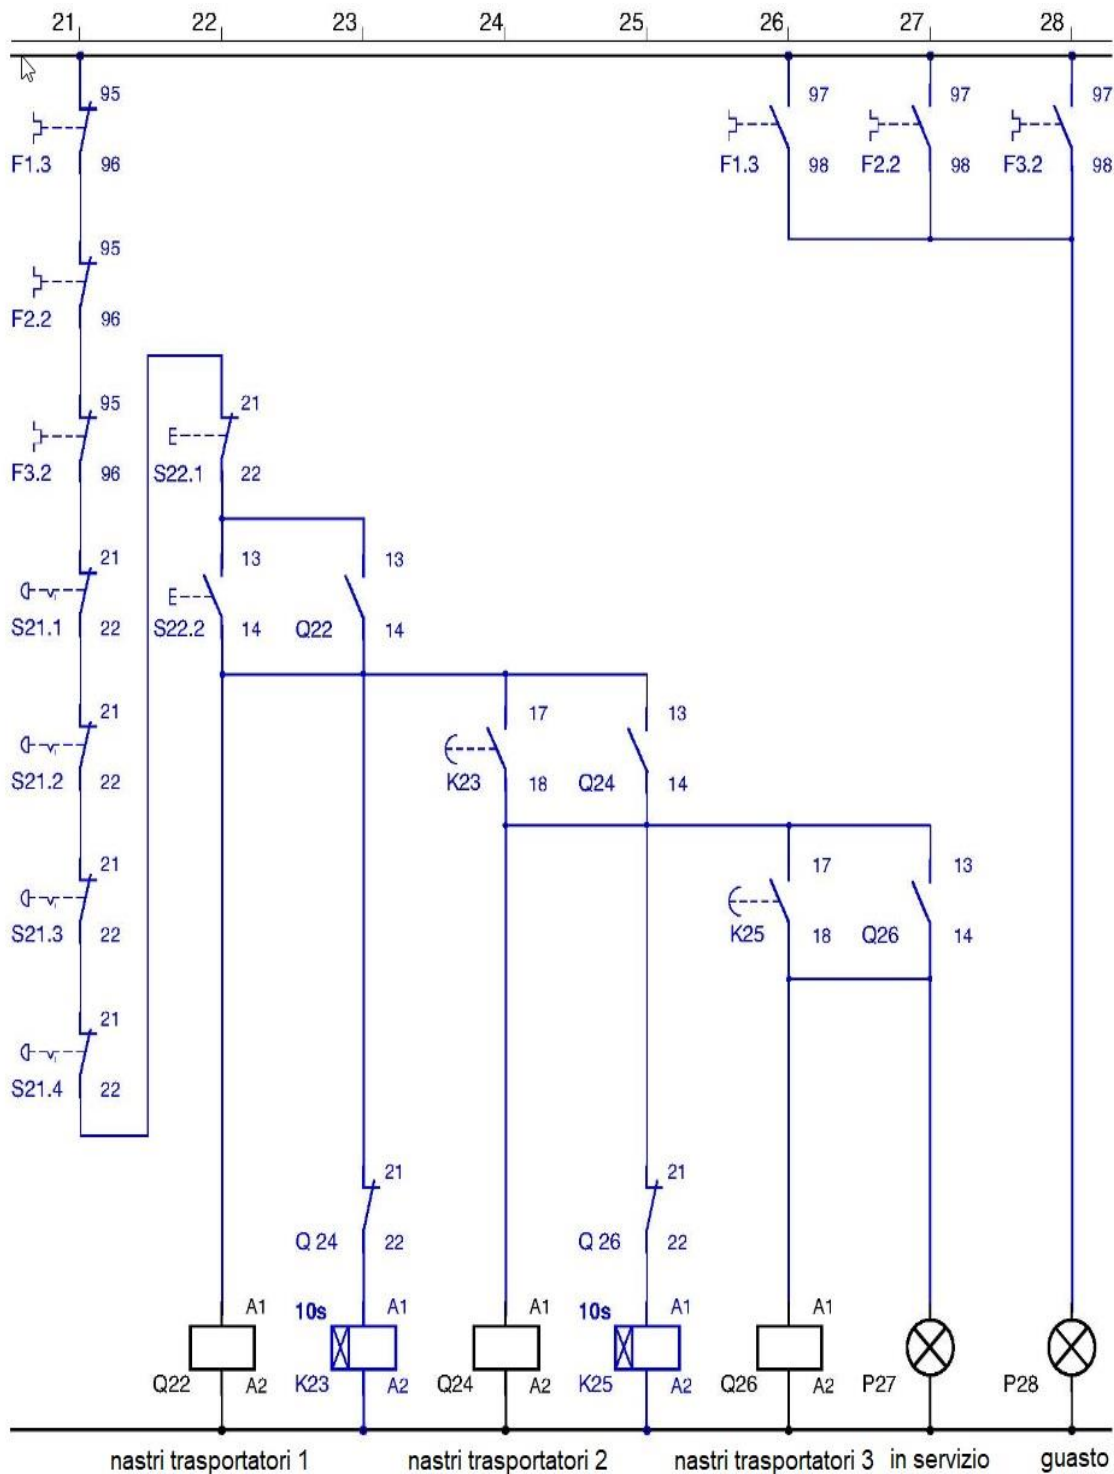 21 22 23 24 25 26 27 28
95 97 97 97
F1.3 96 F1.3 98 F2.2 98 F3.2 98
95
F2.2 96
95 21
F3.2 96 S22.1 22
21 13 13
S21.1 22 S22.2 14 Q22 14
21 17 13
S21.2 22 K23 18 Q24 14
21 17 13
S21.3 22 K25 18 Q26 14
21
S21.4 22
21 21
Q 24 22 Q 26 22
A1 10s A1 A1 10s A1 A1
Q22 A2 K23 A2 Q24 A2 K25 A2 Q26 A2 P27 P28
nastri trasportatori 1 nastri trasportatori 2 nastri trasportatori 3 in servizio guasto